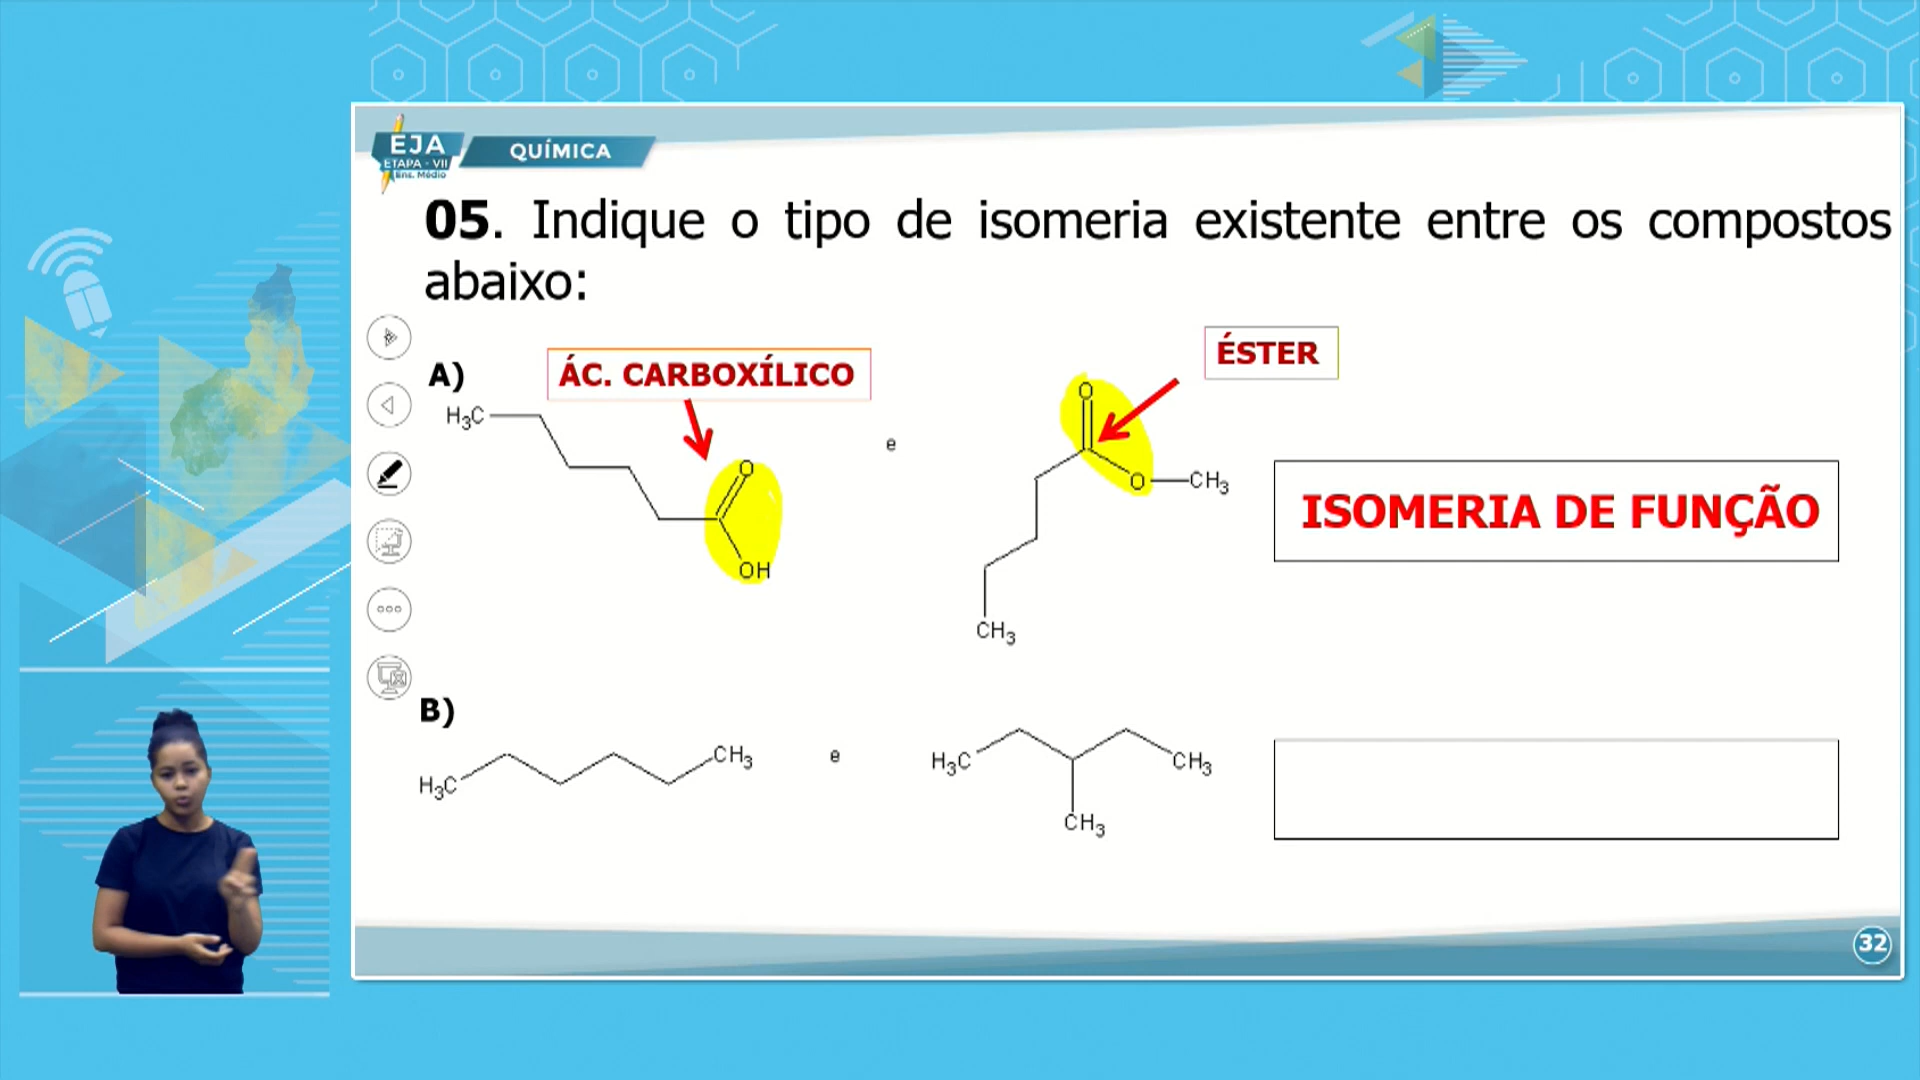 EJA
ETAPA - VII
Ens. Médio
QUÍMICA
05. Indique o tipo de isomeria existente entre os compostos
abaixo:
A)
ÁC. CARBOXÍLICO
ÉSTER
H₃C
O
OH
e
O
O
CH₃
CH₃
ISOMERIA DE FUNÇÃO
B)
H₃C
CH₃
e
H₃C
CH₃
CH₃
32